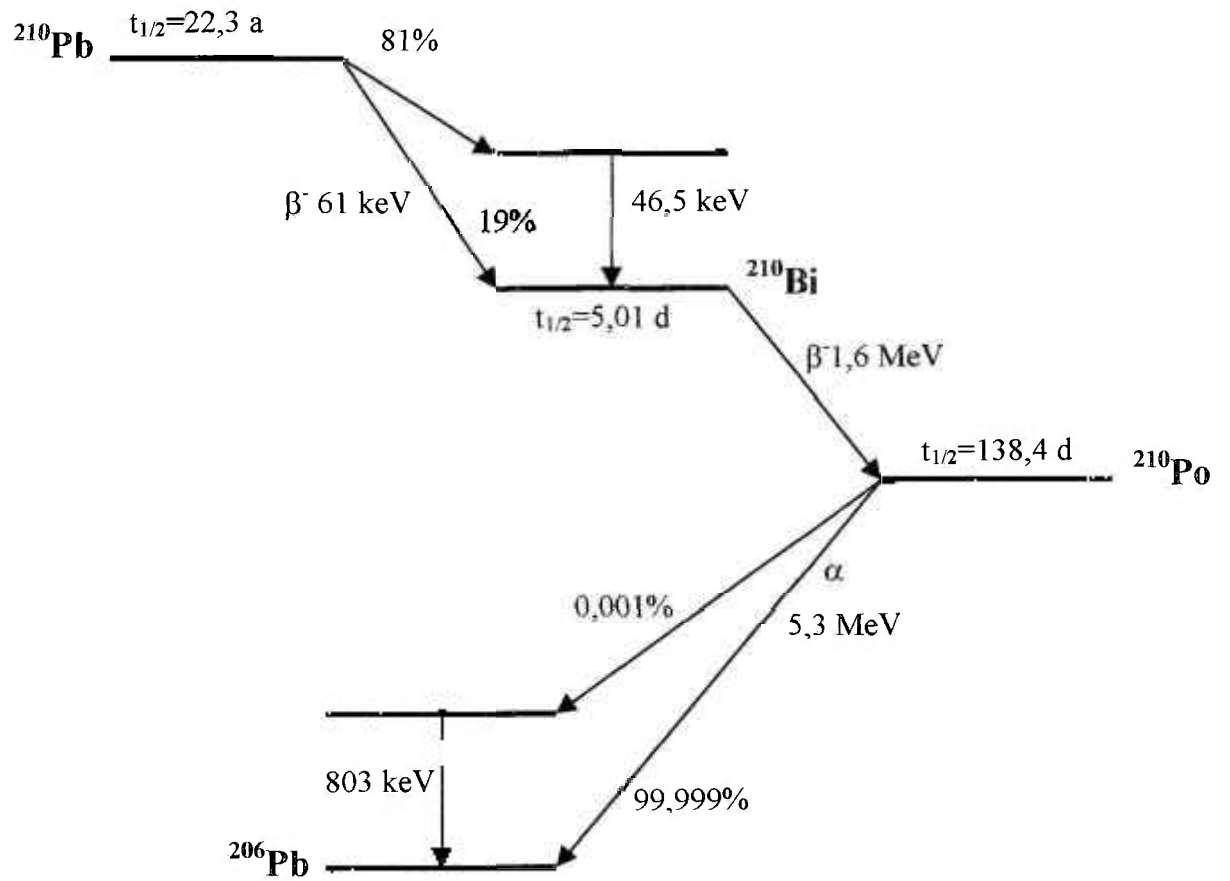 t1/2=22,3 a
210Pb
81%
β- 61 keV
46,5 keV
19%
210Bi
t1/2=5,01 d
β-1,6 MeV
t1/2=138,4 d
210Po
α
0,001%
5,3 MeV
803 keV
99,999%
206Pb